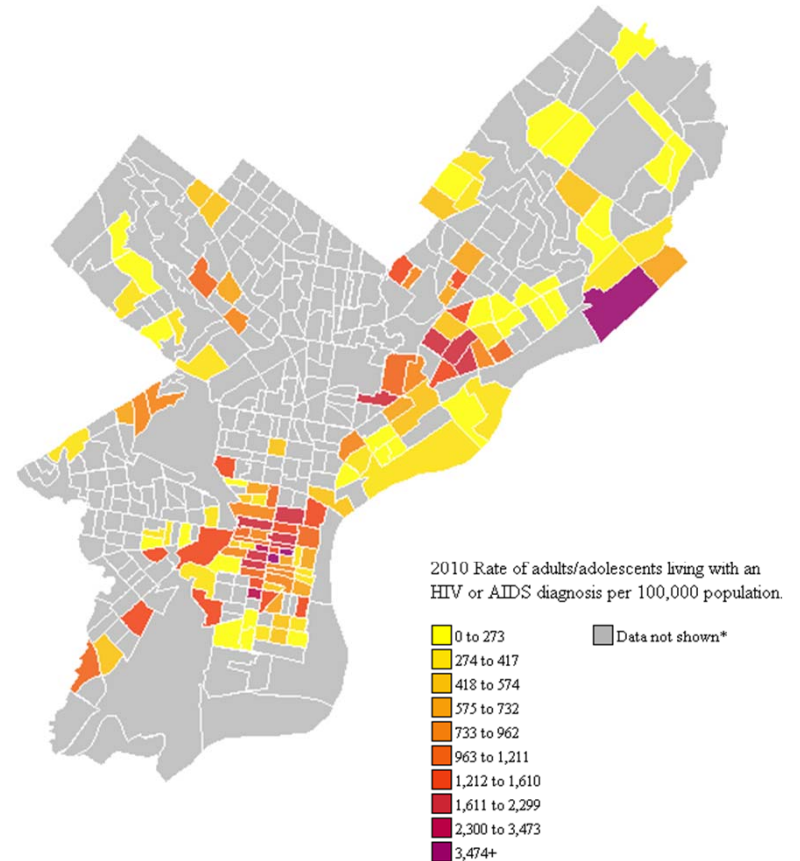 2010 Rate of adults/adolescents living with an
HIV or AIDS diagnosis per 100,000 population.
0 to 273
Data not shown*
274 to 417
418 to 574
575 to 732
733 to 962
963 to 1,211
1,212 to 1,610
1,611 to 2,299
2,300 to 3,473
3,474+